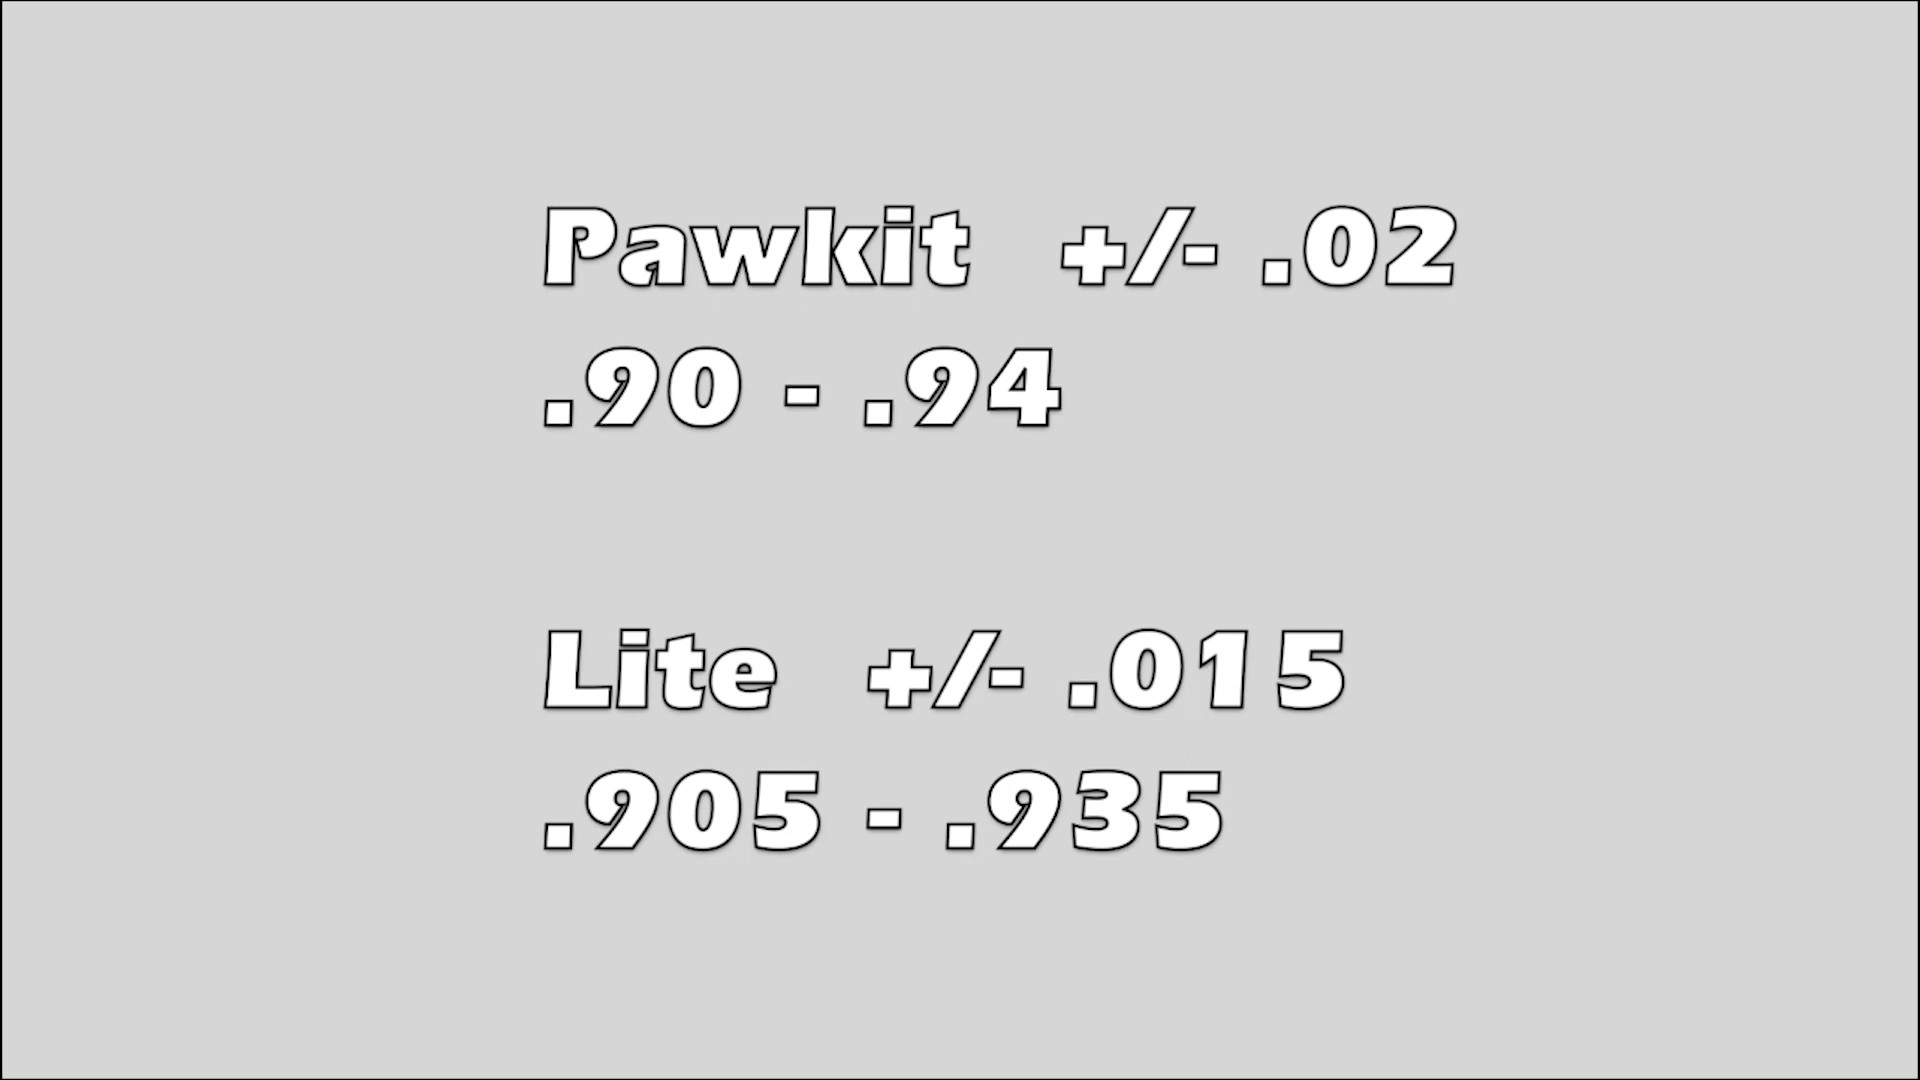 Pawkit +/- .02
.90 - .94
Lite +/- .015
.905 - .935